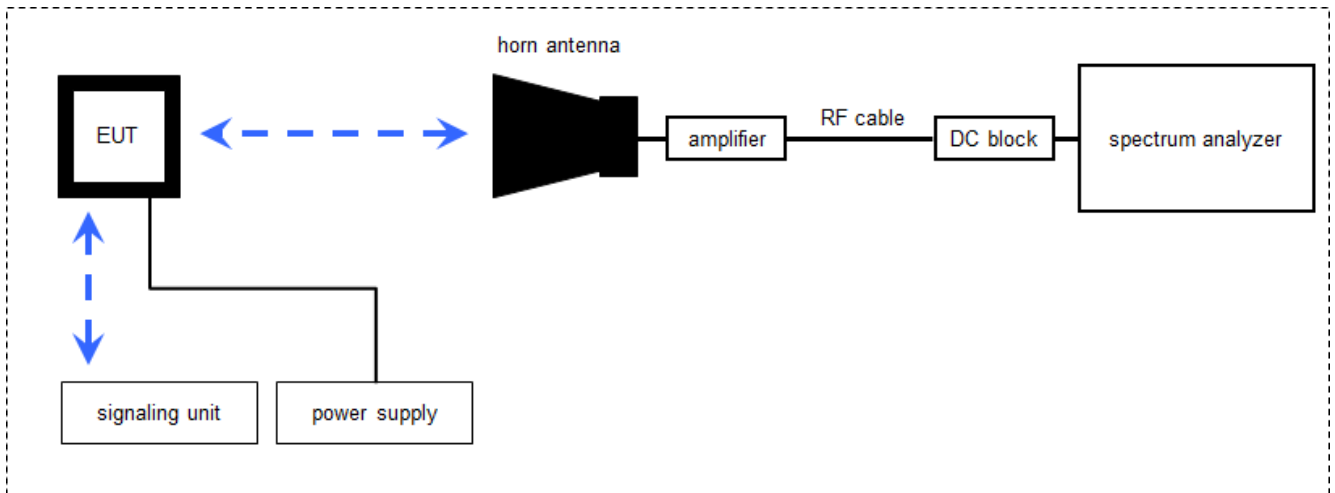 horn antenna
EUT
amplifier
RF cable
DC block
spectrum analyzer
signaling unit
power supply